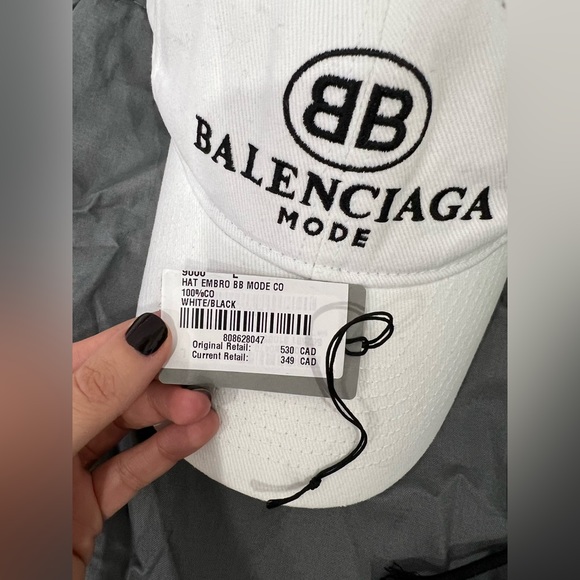 BB
BALENCIAGA
MODE
9000 L
HAT EMBRO BB MODE CO
100%CO
WHITE/BLACK
808628047
Original Retail: 530 CAD
Current Retail: 349 CAD